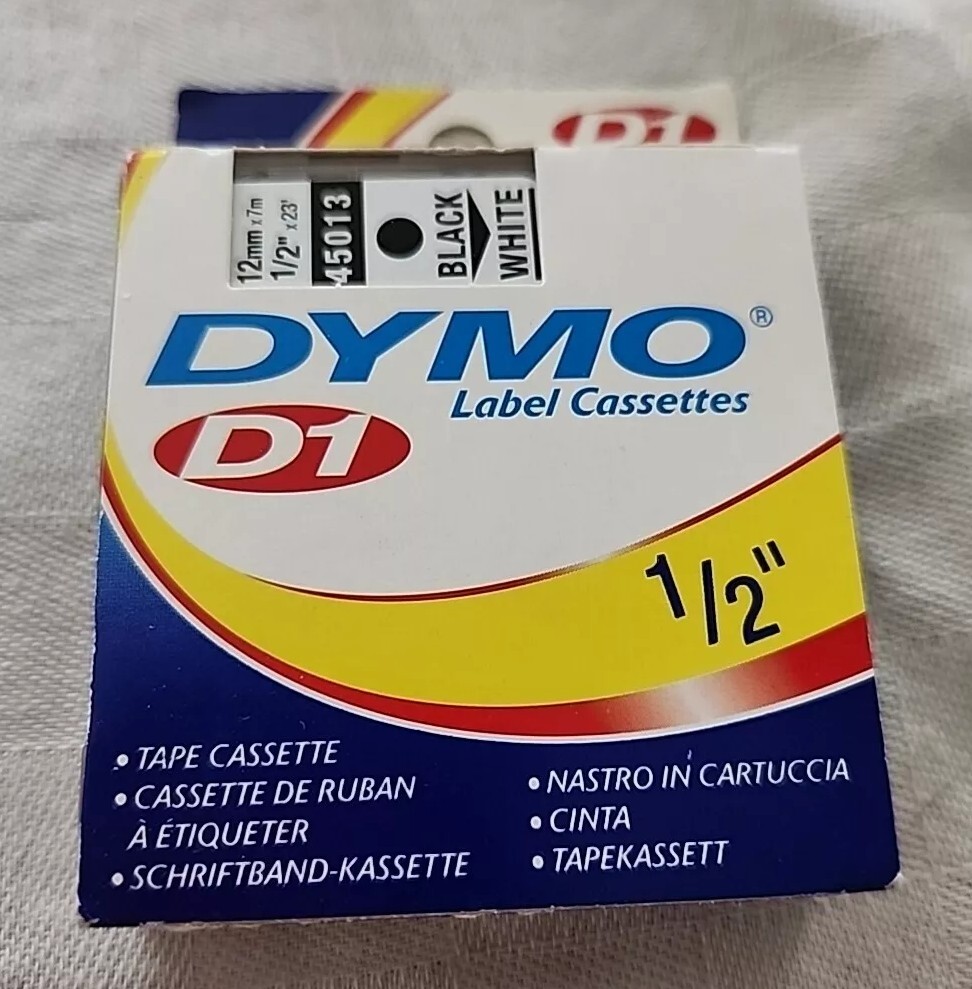 D1
12mm x 7m
1/2" x 23'
45013
BLACK
WHITE
DYMO®
Label Cassettes
D1
1/2"
• TAPE CASSETTE
• CASSETTE DE RUBAN
À ÉTIQUETER
• SCHRIFTBAND-KASSETTE
• NASTRO IN CARTUCCIA
• CINTA
• TAPEKASSETT